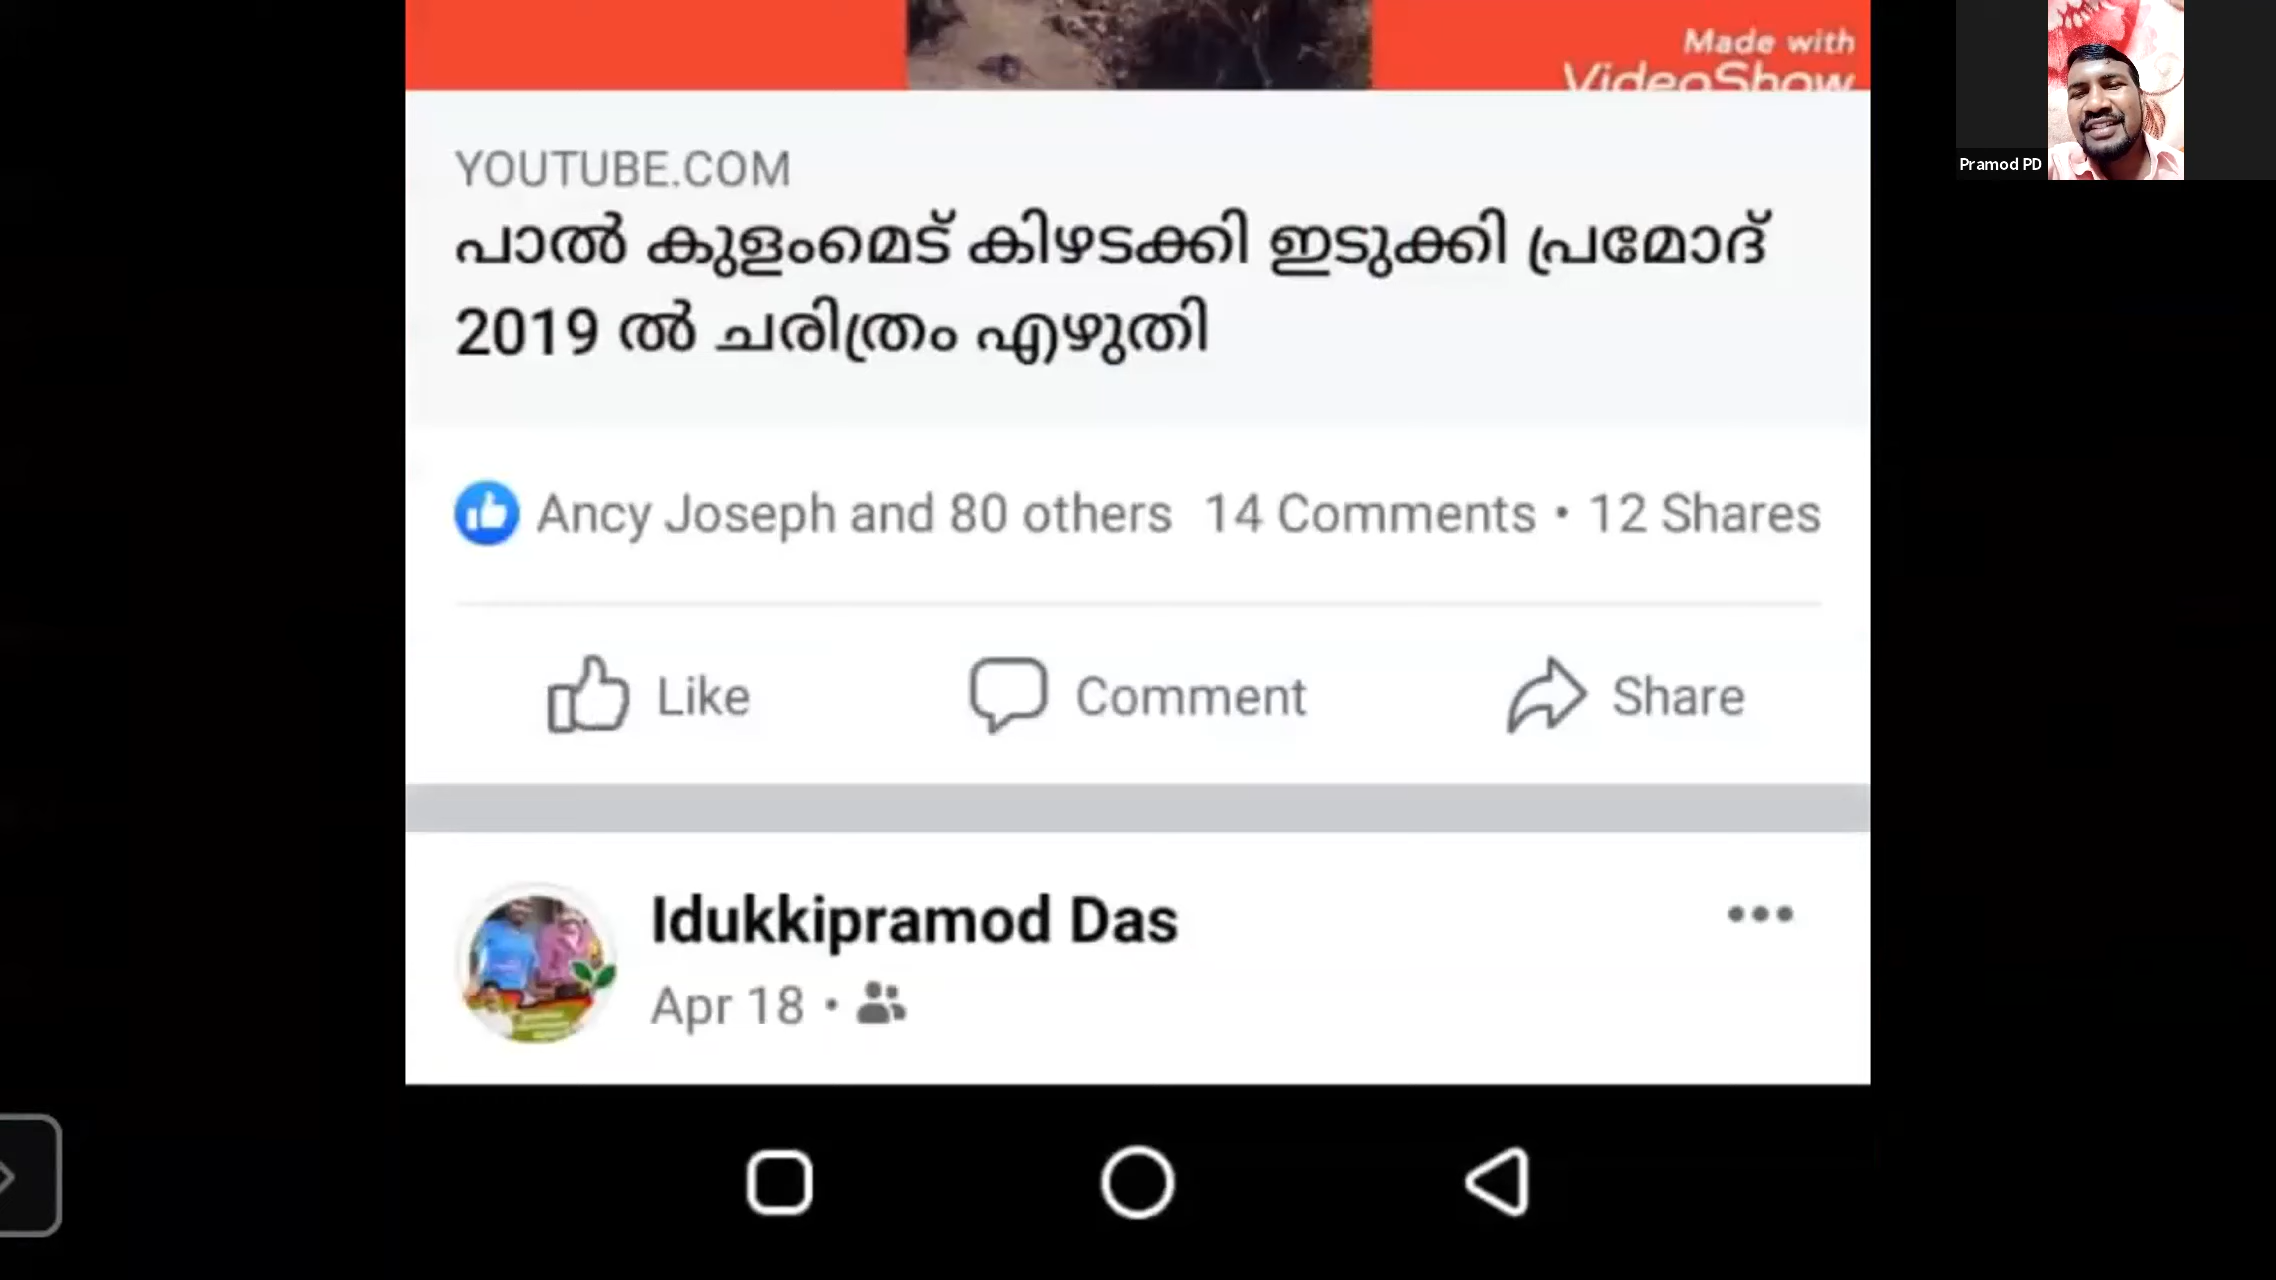 Made with
VideoShow
Pramod PD
YOUTUBE.COM
പാൽ കുളംമെട് കിഴടക്കി ഇടുക്കി പ്രമോദ്
2019 ൽ ചരിത്രം എഴുതി
Ancy Joseph and 80 others 14 Comments • 12 Shares
Like Comment Share
Idukkipramod Das
Apr 18 •